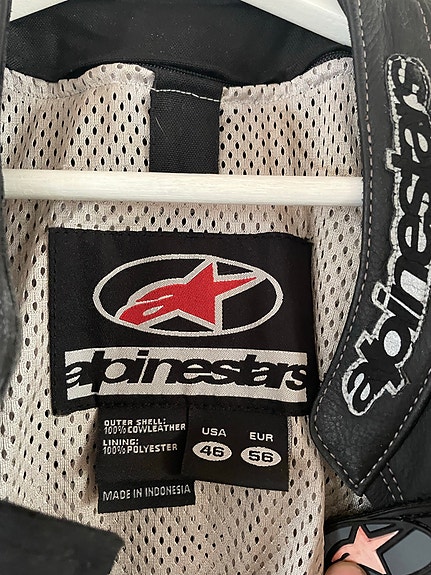 alpinestars
alpinestars
OUTER SHELL:
100% COWLEATHER
LINING:
100% POLYESTER
USA EUR
46 56
MADE IN INDONESIA